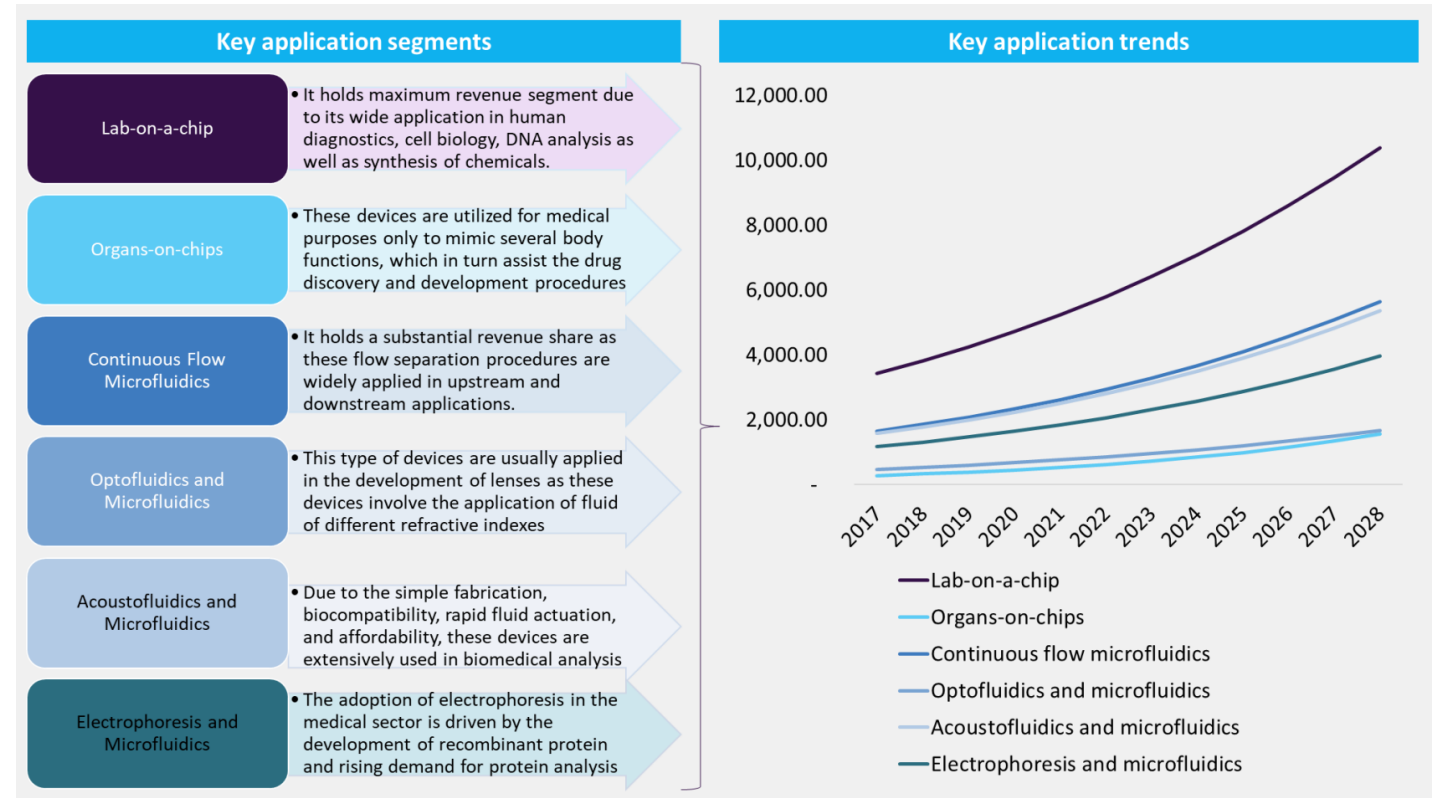 Key application segments
Lab-on-a-chip
• It holds maximum revenue segment due
to its wide application in human
diagnostics, cell biology, DNA analysis as
well as synthesis of chemicals.
Organs-on-chips
• These devices are utilized for medical
purposes only to mimic several body
functions, which in turn assist the drug
discovery and development procedures
Continuous Flow
Microfluidics
• It holds a substantial revenue share as
these flow separation procedures are
widely applied in upstream and
downstream applications.
Optofluidics and
Microfluidics
• This type of devices are usually applied
in the development of lenses as these
devices involve the application of fluid
of different refractive indexes
Acoustofluidics and
Microfluidics
• Due to the simple fabrication,
biocompatibility, rapid fluid actuation,
and affordability, these devices are
extensively used in biomedical analysis
Electrophoresis and
Microfluidics
• The adoption of electrophoresis in the
medical sector is driven by the
development of recombinant protein
and rising demand for protein analysis
Key application trends
12,000.00
10,000.00
8,000.00
6,000.00
4,000.00
2,000.00
-
2017
2018
2019
2020
2021
2022
2023
2024
2025
2026
2027
2028
Lab-on-a-chip
Organs-on-chips
Continuous flow microfluidics
Optofluidics and microfluidics
Acoustofluidics and microfluidics
Electrophoresis and microfluidics